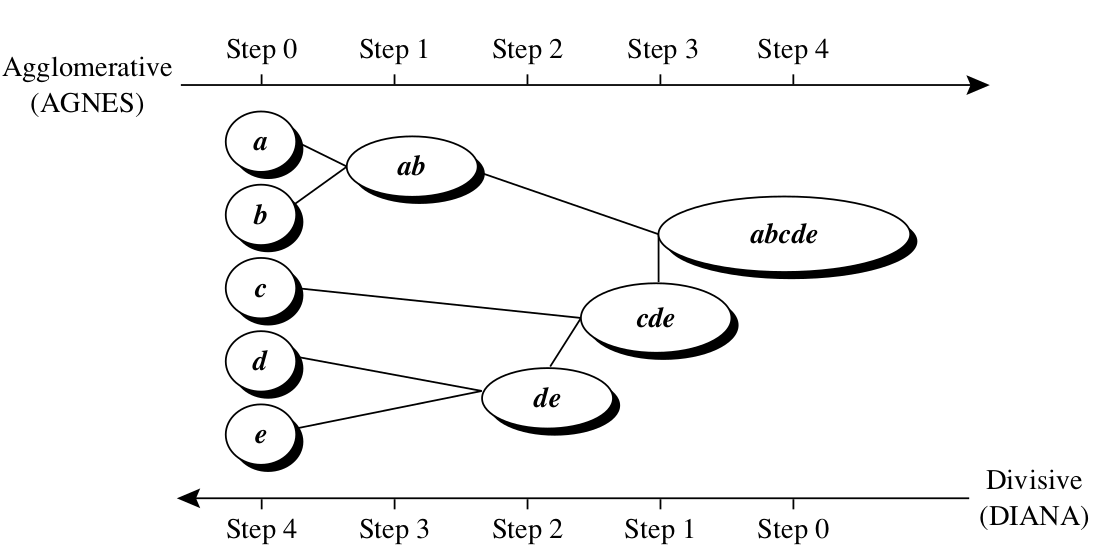 Step 0 Step 1 Step 2 Step 3 Step 4
Agglomerative
(AGNES)
a
ab
b
abcde
c
cde
d
de
e
Divisive
(DIANA)
Step 4 Step 3 Step 2 Step 1 Step 0